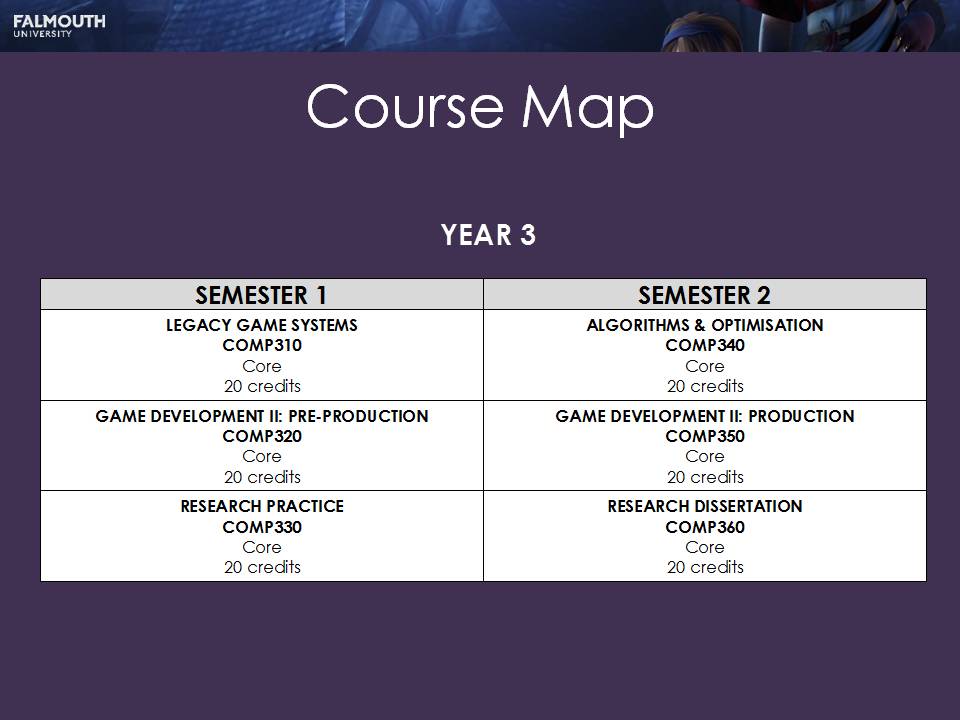 FALMOUTH
UNIVERSITY
Course Map
YEAR 3
SEMESTER 1
SEMESTER 2
LEGACY GAME SYSTEMS
COMP310
Core
20 credits
ALGORITHMS & OPTIMISATION
COMP340
Core
20 credits
GAME DEVELOPMENT II: PRE-PRODUCTION
COMP320
Core
20 credits
GAME DEVELOPMENT II: PRODUCTION
COMP350
Core
20 credits
RESEARCH PRACTICE
COMP330
Core
20 credits
RESEARCH DISSERTATION
COMP360
Core
20 credits